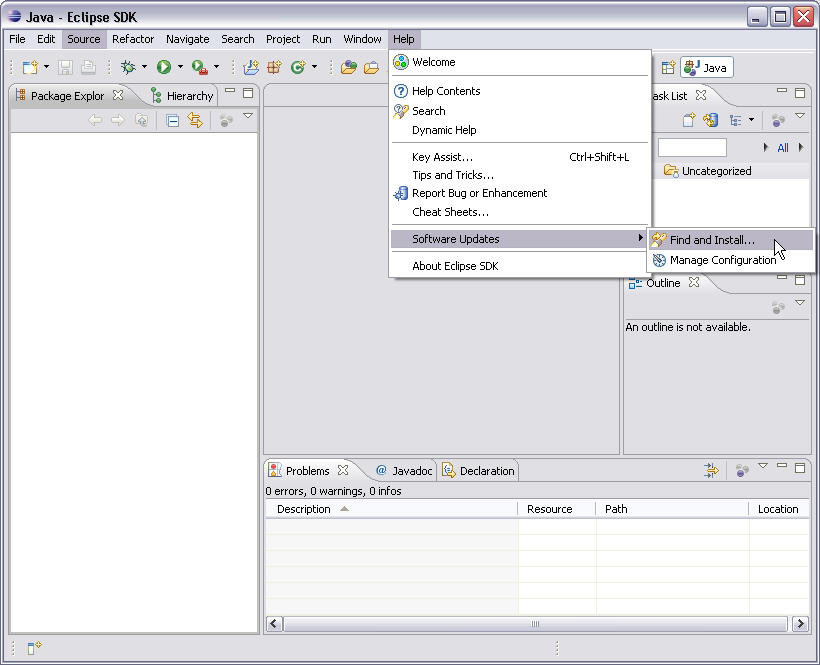 Java - Eclipse SDK
File Edit Source Refactor Navigate Search Project Run Window Help
Java
Package Explor
Hierarchy
Welcome
Help Contents
Search
Dynamic Help
Key Assist... Ctrl+Shift+L
Tips and Tricks...
Report Bug or Enhancement
Cheat Sheets...
Software Updates
About Eclipse SDK
Find and Install...
Manage Configuration
ask List
All
Uncategorized
Outline
An outline is not available.
Problems
@ Javadoc
Declaration
0 errors, 0 warnings, 0 infos
Description Resource Path Location